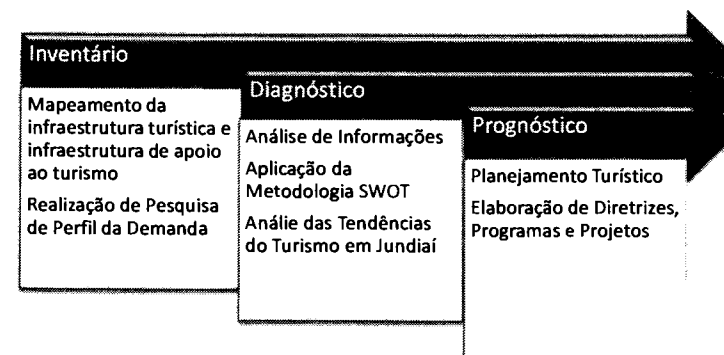 Inventário
Mapeamento da
infraestrutura turística e
infraestrutura de apoio
ao turismo
Realização de Pesquisa
de Perfil da Demanda
Diagnóstico
Análise de Informações
Aplicação da
Metodologia SWOT
Anális das Tendências
do Turismo em Jundiaí
Prognóstico
Planejamento Turístico
Elaboração de Diretrizes,
Programas e Projetos